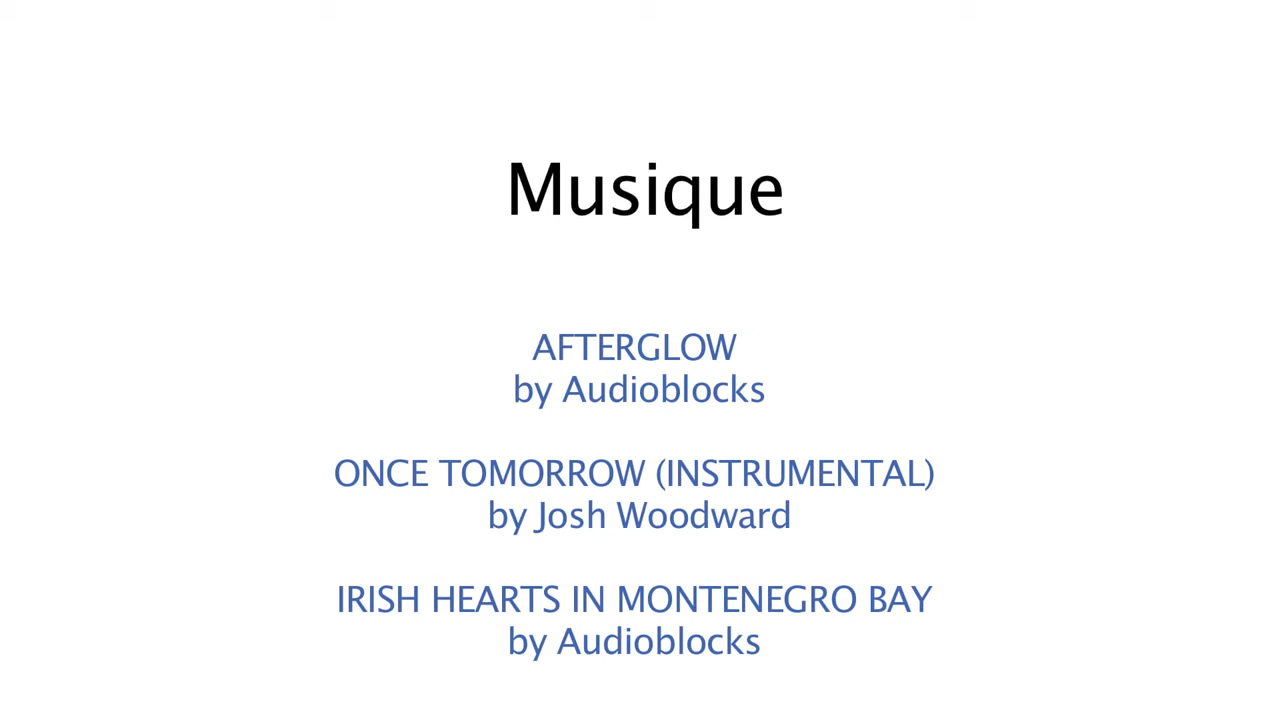 Musique
AFTERGLOW
by Audioblocks
ONCE TOMORROW (INSTRUMENTAL)
by Josh Woodward
IRISH HEARTS IN MONTENEGRO BAY
by Audioblocks